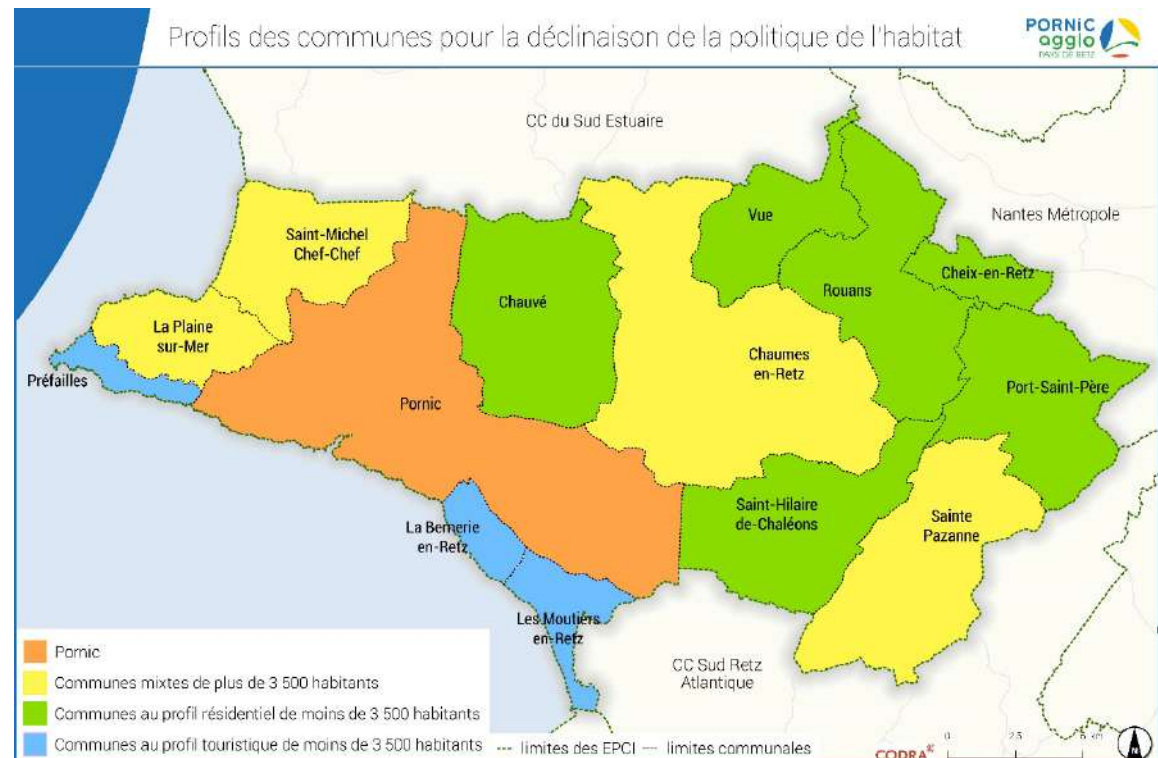 Profils des communes pour la déclinaison de la politique de l'habitat
PORNIC
agglo
PAYS DE RETZ
CC du Sud Estuaire
Nantes Métropole
Vue
Saint-Michel
Chef-Chef
Cheix-en-Retz
Rouans
Chauvé
La Plaine
sur-Mer
Chaumes
en-Retz
Préfailles
Port-Saint-Père
Pornic
Saint-Hilaire
de-Chaléons
Sainte
Pazanne
La Bernerie
en-Retz
Les Moutiers
en-Retz
CC Sud Retz
Atlantique
Pornic
Communes mixtes de plus de 3 500 habitants
Communes au profil résidentiel de moins de 3 500 habitants
Communes au profil touristique de moins de 3 500 habitants
limites des EPCI
limites communales
CODRA
0 2,5 5 km
N